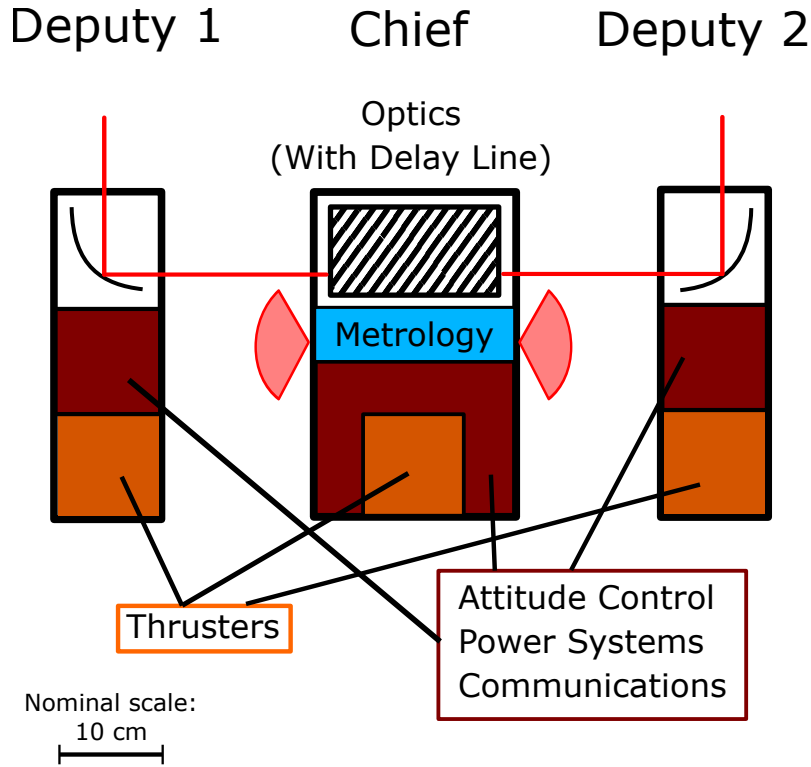 Deputy 1
Chief
Deputy 2
Optics
(With Delay Line)
Metrology
Thrusters
Attitude Control
Power Systems
Communications
Nominal scale:
10 cm